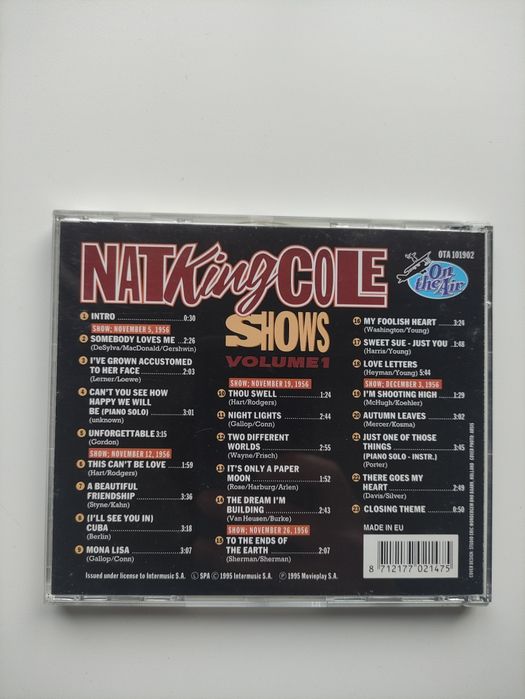 NAT King COLE
SHOWS
VOLUME 1
OTA 101902
On
the Air
1 INTRO 0:30
SHOW; NOVEMBER 5, 1956
2 SOMEBODY LOVES ME 2:26
(DeSylva/MacDonald/Gershwin)
3 I'VE GROWN ACCUSTOMED
TO HER FACE 2:03
(Lerner/Loewe)
4 CAN'T YOU SEE HOW
HAPPY WE WILL
BE (PIANO SOLO) 3:01
(unknown)
5 UNFORGETTABLE 3:15
(Gordon)
SHOW; NOVEMBER 12, 1956
6 THIS CAN'T BE LOVE 1:59
(Hart/Rodgers)
7 A BEAUTIFUL
FRIENDSHIP 3:36
(Styne/Kahn)
8 (I'LL SEE YOU IN)
CUBA 3:18
(Berlin)
9 MONA LISA 3:07
(Gallop/Conn)
SHOW; NOVEMBER 19, 1956
10 THOU SWELL 1:24
(Hart/Rodgers)
11 NIGHT LIGHTS 2:44
(Gallop/Conn)
12 TWO DIFFERENT
WORLDS 2:55
(Wayne/Frisch)
13 IT'S ONLY A PAPER
MOON 1:52
(Rose/Harburg/Arlen)
14 THE DREAM I'M
BUILDING 2:43
(Van Heusen/Burke)
SHOW; NOVEMBER 26, 1956
15 TO THE ENDS OF
THE EARTH 2:07
(Sherman/Sherman)
16 MY FOOLISH HEART 3:24
(Washington/Young)
17 SWEET SUE - JUST YOU 1:48
(Harris/Young)
18 LOVE LETTERS
(Heyman/Young) 5:44
SHOW; DECEMBER 3, 1956
19 I'M SHOOTING HIGH 1:29
(McHugh/Koehler)
20 AUTUMN LEAVES 3:02
(Mercer/Kosma)
21 JUST ONE OF THOSE
THINGS 3:45
(PIANO SOLO - INSTR.)
(Porter)
22 THERE GOES MY
HEART 2:49
(Davis/Silver)
23 CLOSING THEME 0:50
MADE IN EU
8 712177 021475
Issued under license to Intermusic S.A. Ⓛ SPA Ⓒ 1995 Intermusic S.A. Ⓟ 1995 Movieplay S.A.